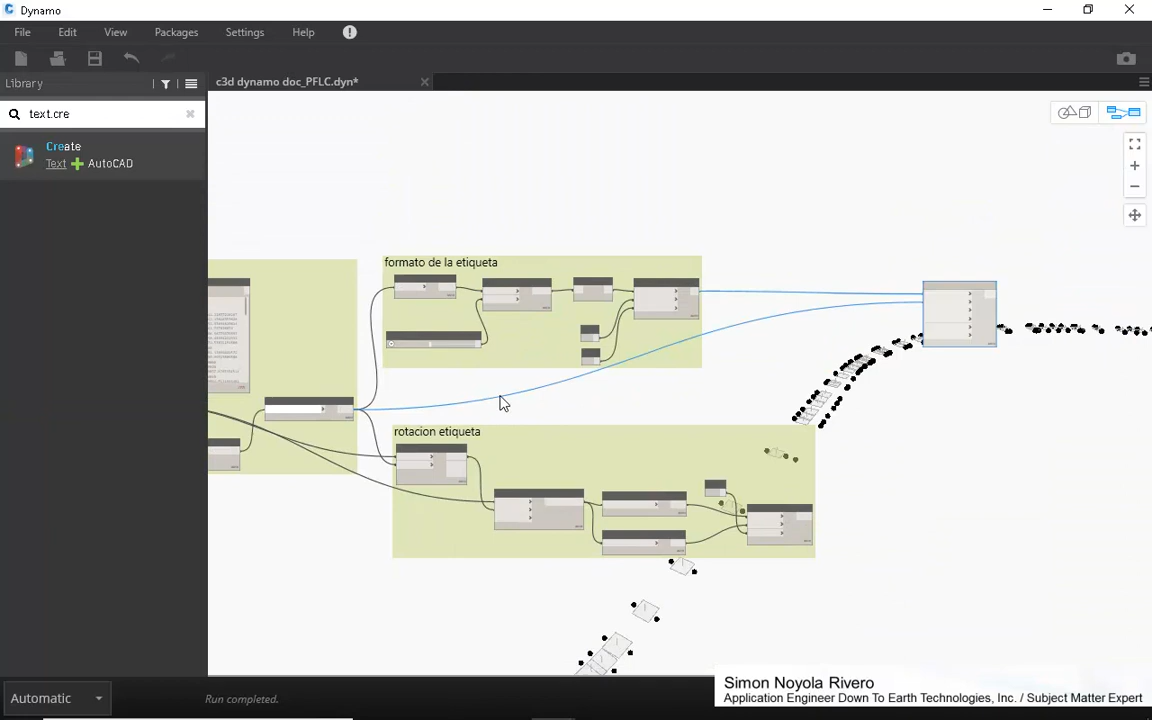 Dynamo
File Edit View Packages Settings Help
Library
c3d dynamo doc_PFLC.dyn*
text.cre
Create
Text + AutoCAD
formato de la etiqueta
rotacion etiqueta
Automatic
Run completed.
Simon Noyola Rivero
Application Engineer Down To Earth Technologies, Inc. / Subject Matter Expert